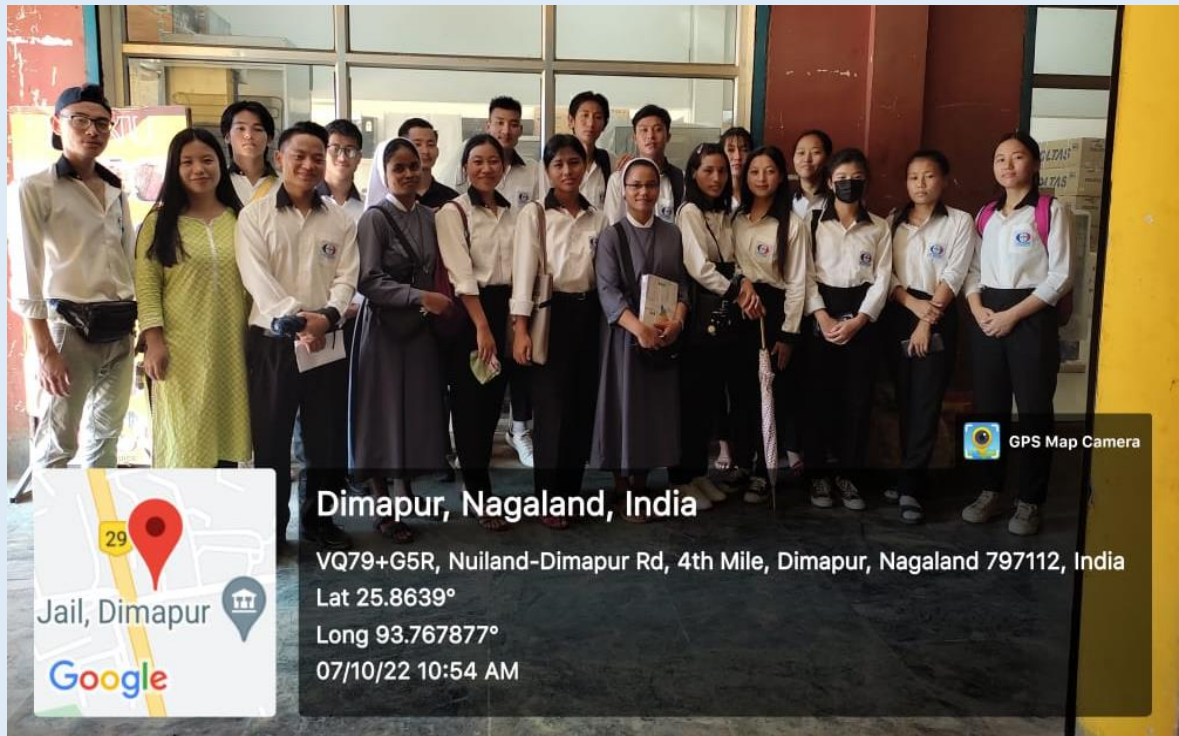 GPS Map Camera
Dimapur, Nagaland, India
VQ79+G5R, Nuiland-Dimapur Rd, 4th Mile, Dimapur, Nagaland 797112, India
Lat 25.8639°
Long 93.767877°
07/10/22 10:54 AM
29
Jail, Dimapur
Google